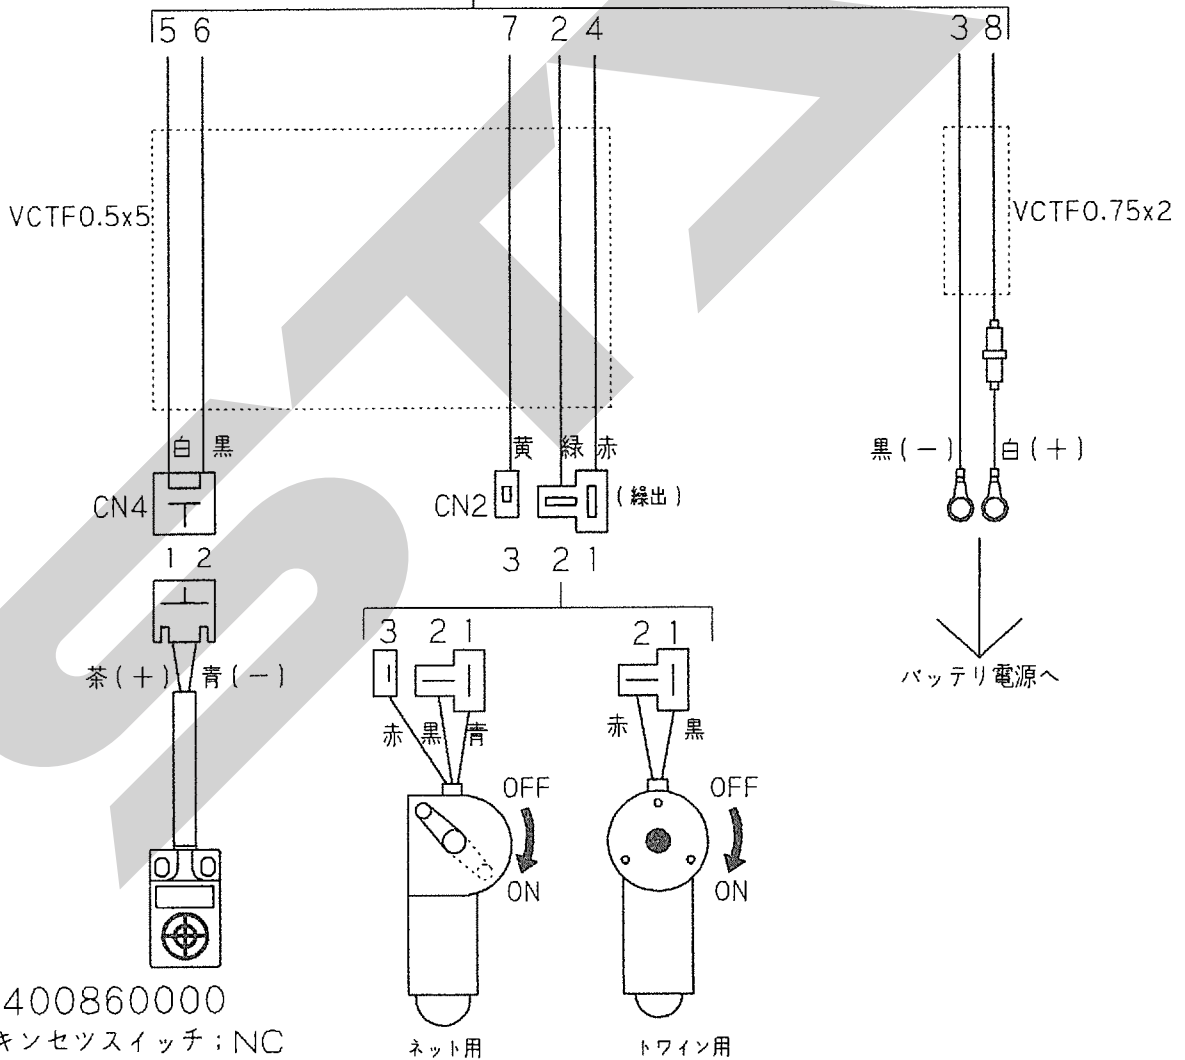 5 6 7 2 4 3 8
VCTF0.5x5
VCTF0.75x2
白 黒 黄 緑 赤 黒(－) 白(＋)
CN4 CN2 (繰出)
1 2 3 2 1
3 2 1 2 1
茶(＋) 青(－)
バッテリ電源へ
赤 黒 青 赤 黒
OFF OFF
ON ON
400860000
キンセツスイッチ;NC
ネット用 トワイン用
STA